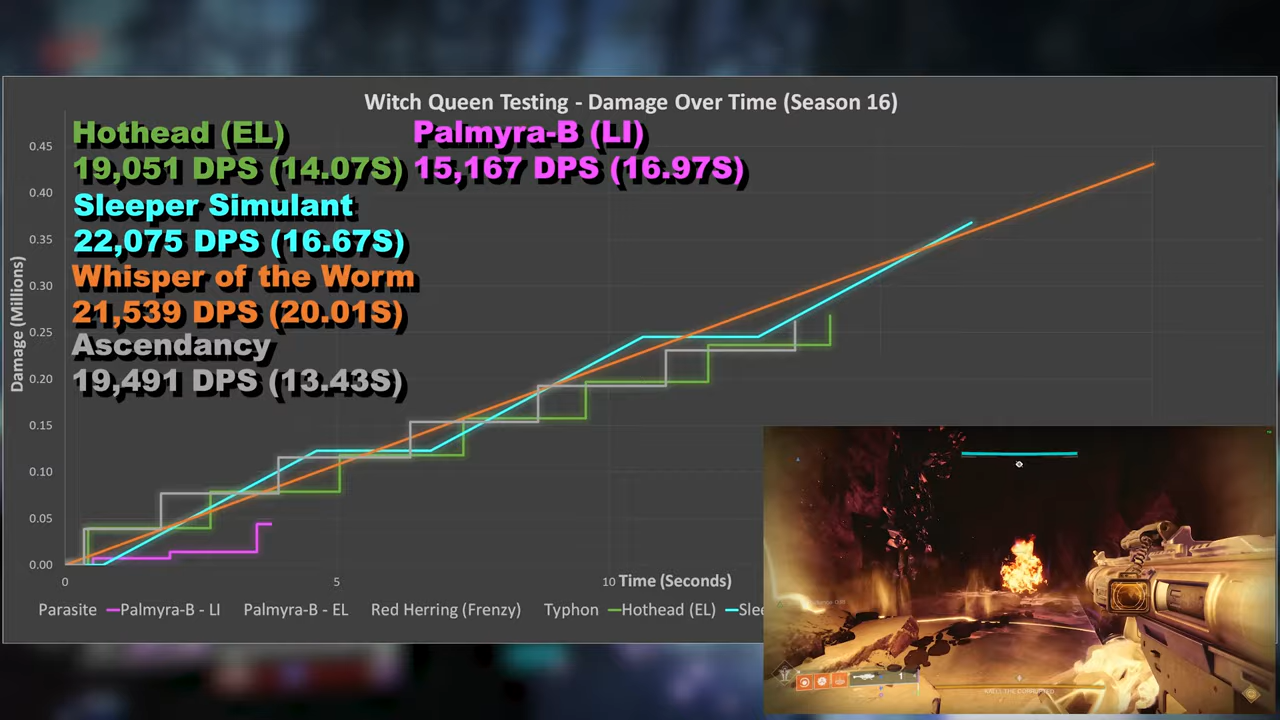 Witch Queen Testing - Damage Over Time (Season 16)
Hothead (EL)
19,051 DPS (14.07S)
Palmyra-B (LI)
15,167 DPS (16.97S)
Sleeper Simulant
22,075 DPS (16.67S)
Whisper of the Worm
21,539 DPS (20.01S)
Ascendancy
19,491 DPS (13.43S)
Damage (Millions)
0.45
0.40
0.35
0.30
0.25
0.20
0.15
0.10
0.05
0.00
0
5
10
Time (Seconds)
Parasite Palmyra-B - LI Palmyra-B - EL Red Herring (Frenzy) Typhon Hothead (EL) Slee
1